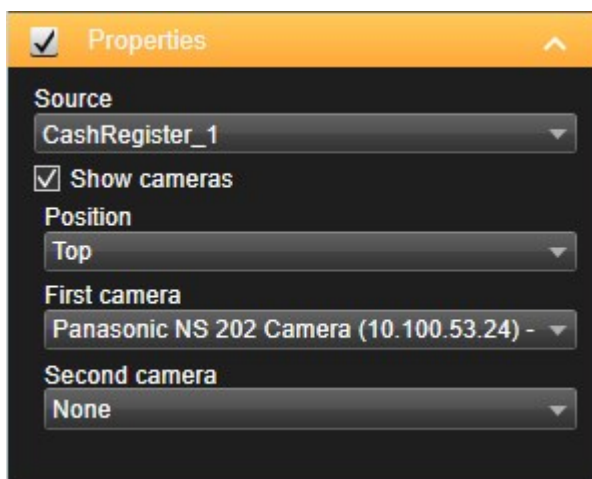 Properties
Source
CashRegister_1
Show cameras
Position
Top
First camera
Panasonic NS 202 Camera (10.100.53.24) -
Second camera
None